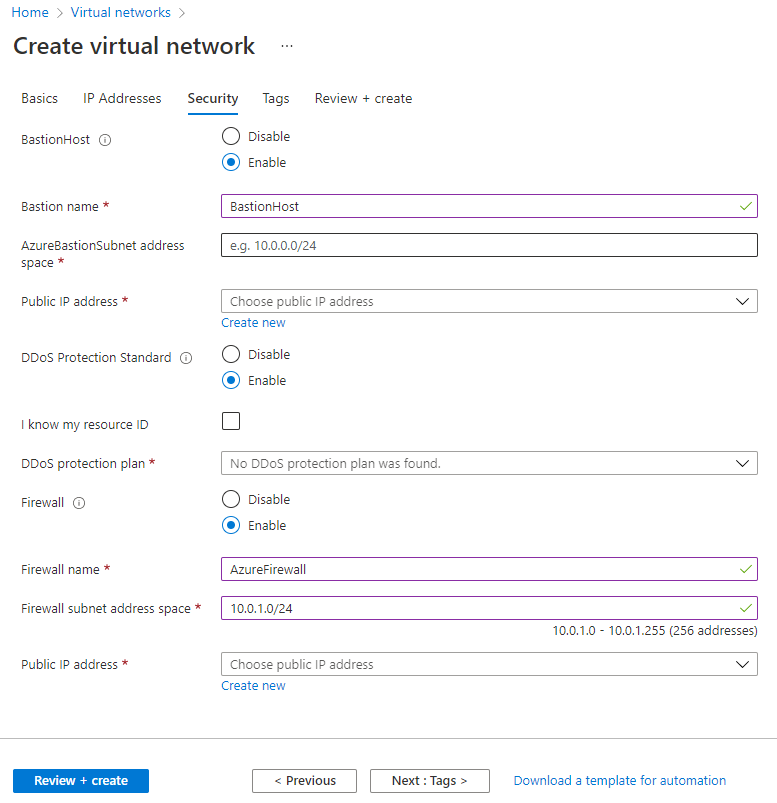 Home > Virtual networks >
Create virtual network ...
Basics IP Addresses Security Tags Review + create
BastionHost
Disable
Enable
Bastion name *
BastionHost
AzureBastionSubnet address
space *
e.g. 10.0.0.0/24
Public IP address *
Choose public IP address
Create new
DDoS Protection Standard
Disable
Enable
I know my resource ID
DDoS protection plan *
No DDoS protection plan was found.
Firewall
Disable
Enable
Firewall name *
AzureFirewall
Firewall subnet address space *
10.0.1.0/24
10.0.1.0 - 10.0.1.255 (256 addresses)
Public IP address *
Choose public IP address
Create new
Review + create
< Previous
Next : Tags >
Download a template for automation